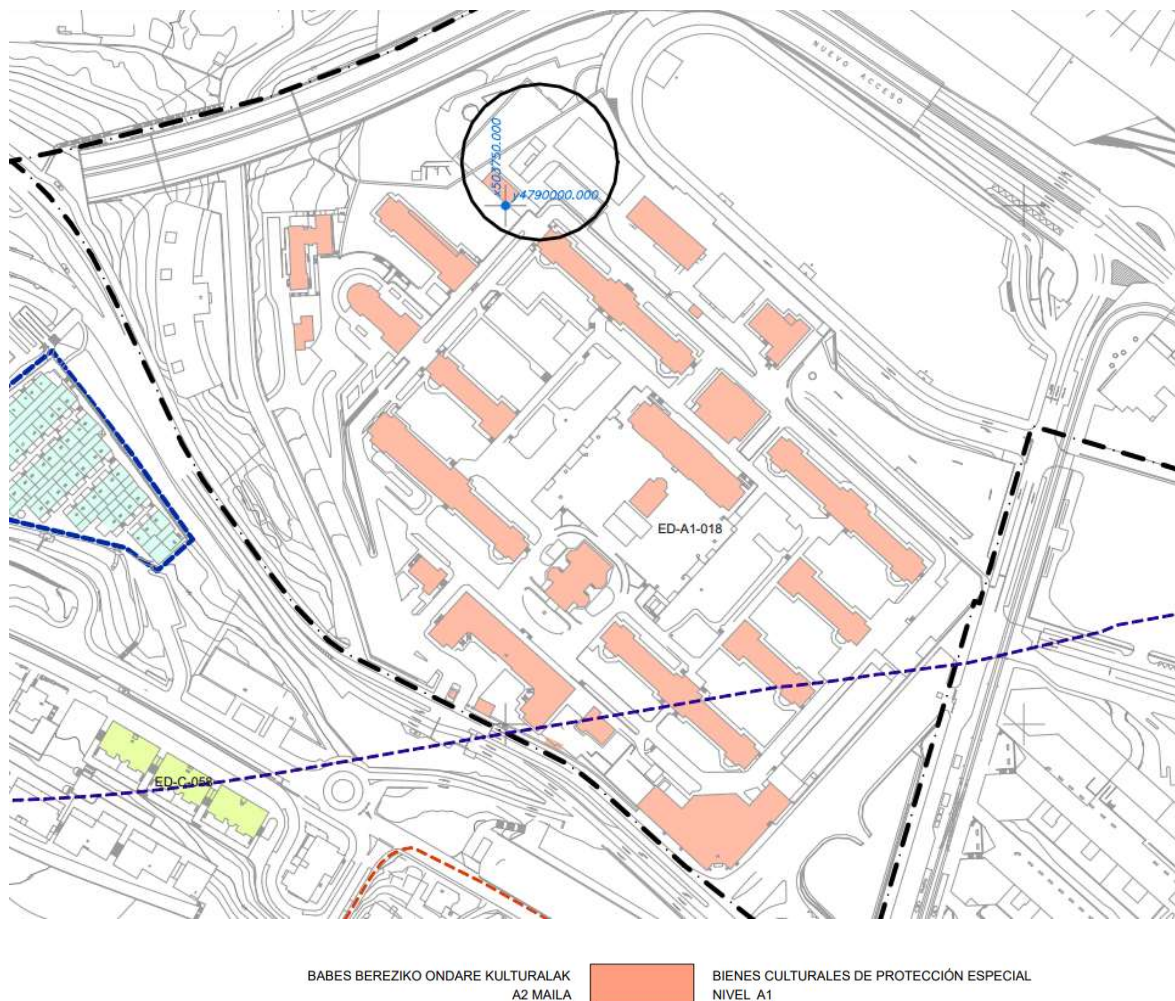 NUEVO ACCESO
x503750.000
y4790000.000
ED-A1-018
ED-C-058
BABES BEREZIKO ONDARE KULTURALAK
A2 MAILA
BIENES CULTURALES DE PROTECCIÓN ESPECIAL
NIVEL A1